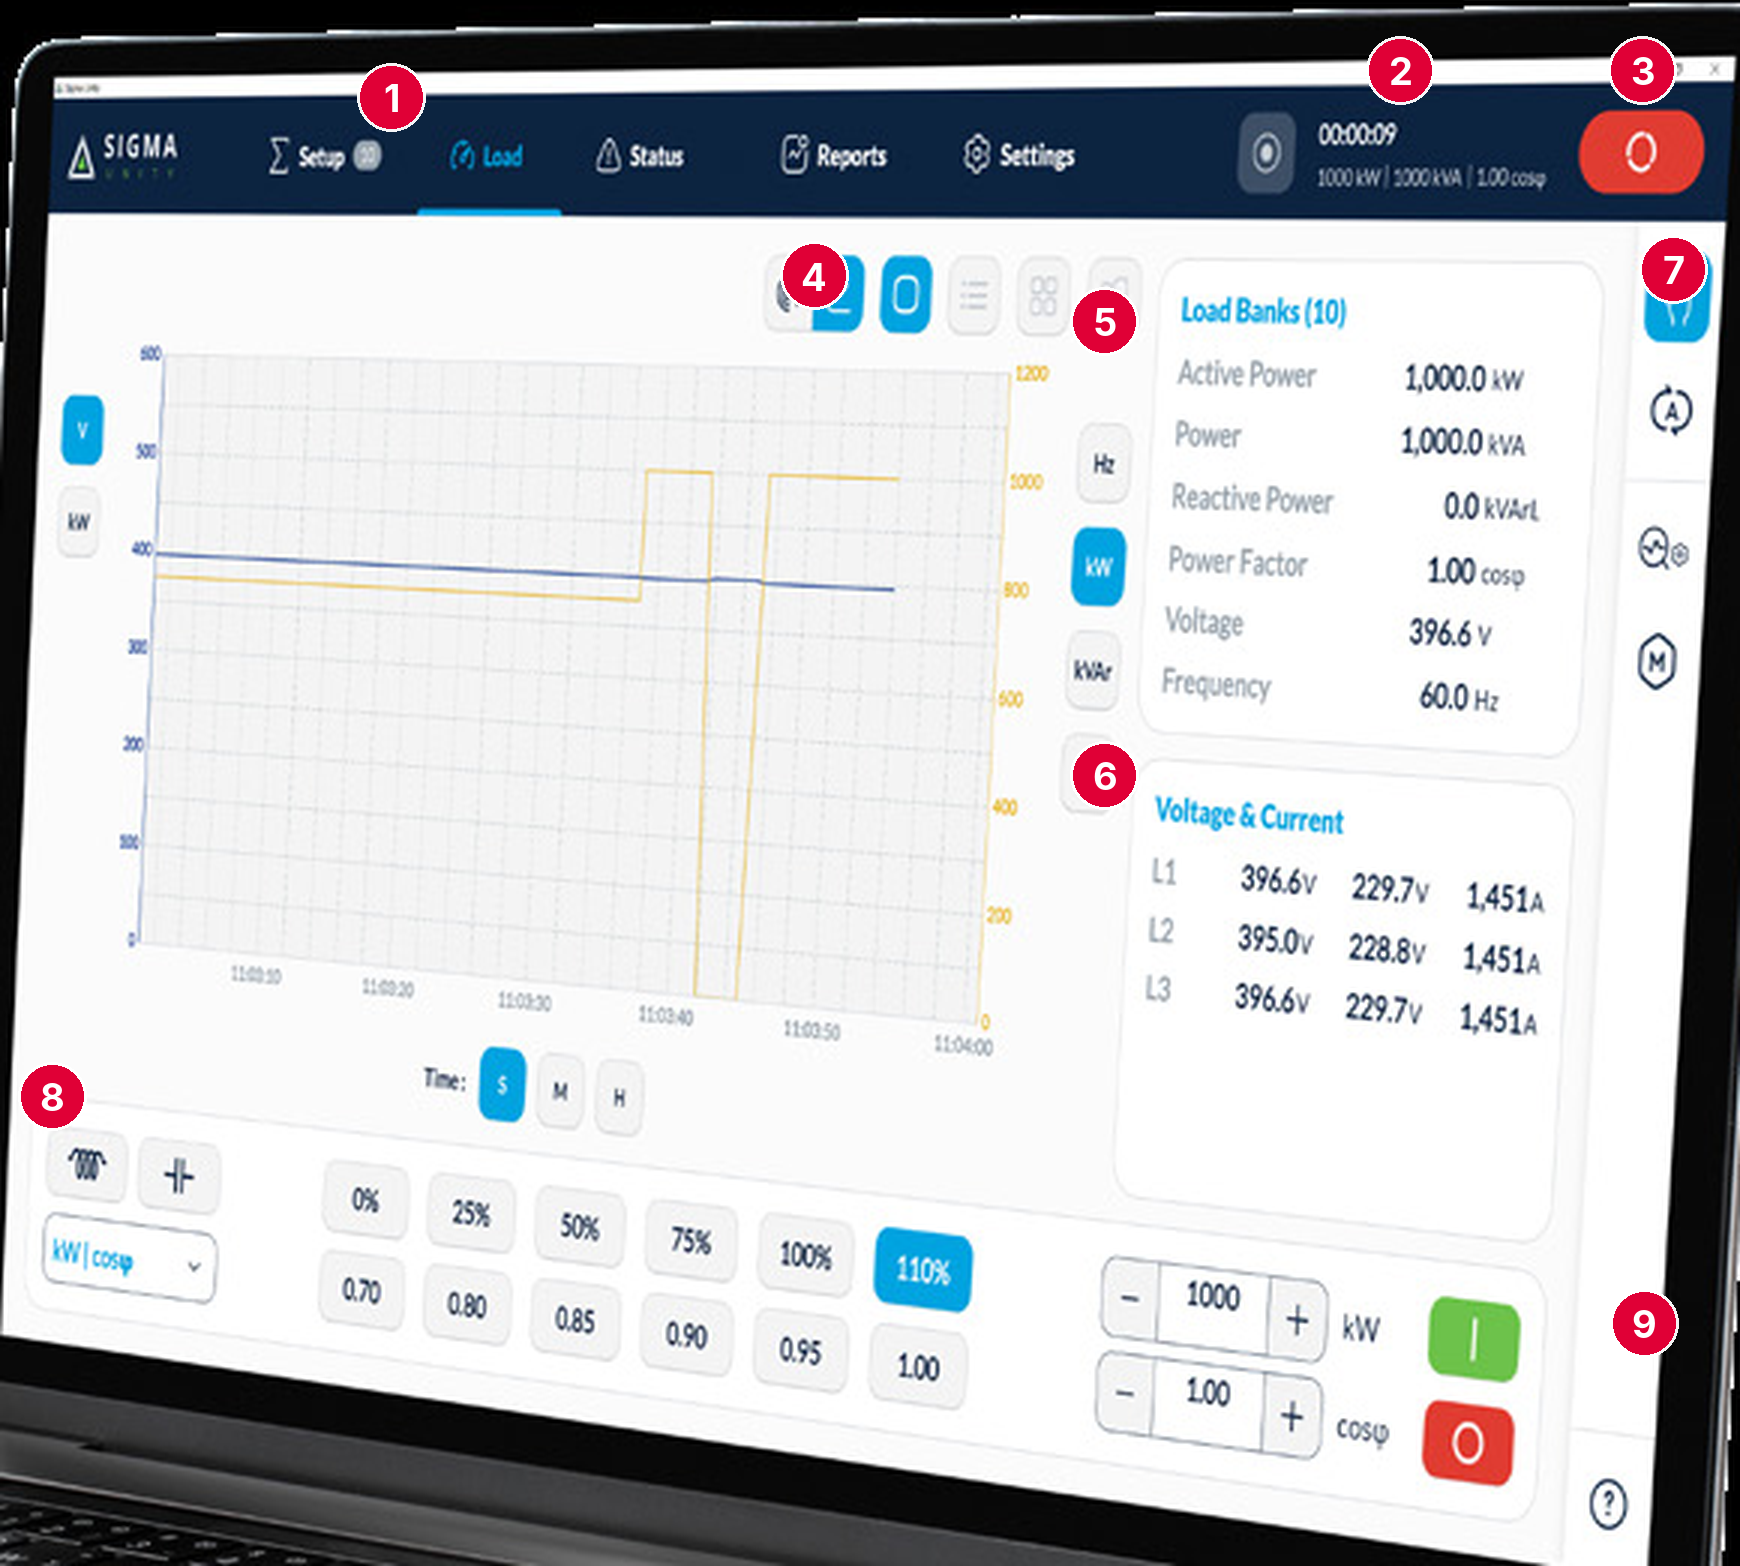 1
2
3
SIGMA
UNITY
Setup 10
Load
Status
Reports
Settings
00:00:09
1000 kW | 1000 kVA | 1.00 cosφ
4
5
7
Load Banks (10)
Active Power 1,000.0 kW
Power 1,000.0 kVA
Reactive Power 0.0 kVArL
Power Factor 1.00 cosφ
Voltage 396.6 V
Frequency 60.0 Hz
A
M
V
kW
600
500
400
300
200
100
0
1200
1000
800
600
400
200
0
Hz
kW
kVAr
11:03:10
11:03:20
11:03:30
11:03:40
11:03:50
11:04:00
6
Voltage & Current
L1 396.6V 229.7V 1,451A
L2 395.0V 228.8V 1,451A
L3 396.6V 229.7V 1,451A
Time: S M H
8
kW | cosφ
0% 25% 50% 75% 100% 110%
0.70 0.80 0.85 0.90 0.95 1.00
− 1000 + kW
− 1.00 + cosφ
9
?